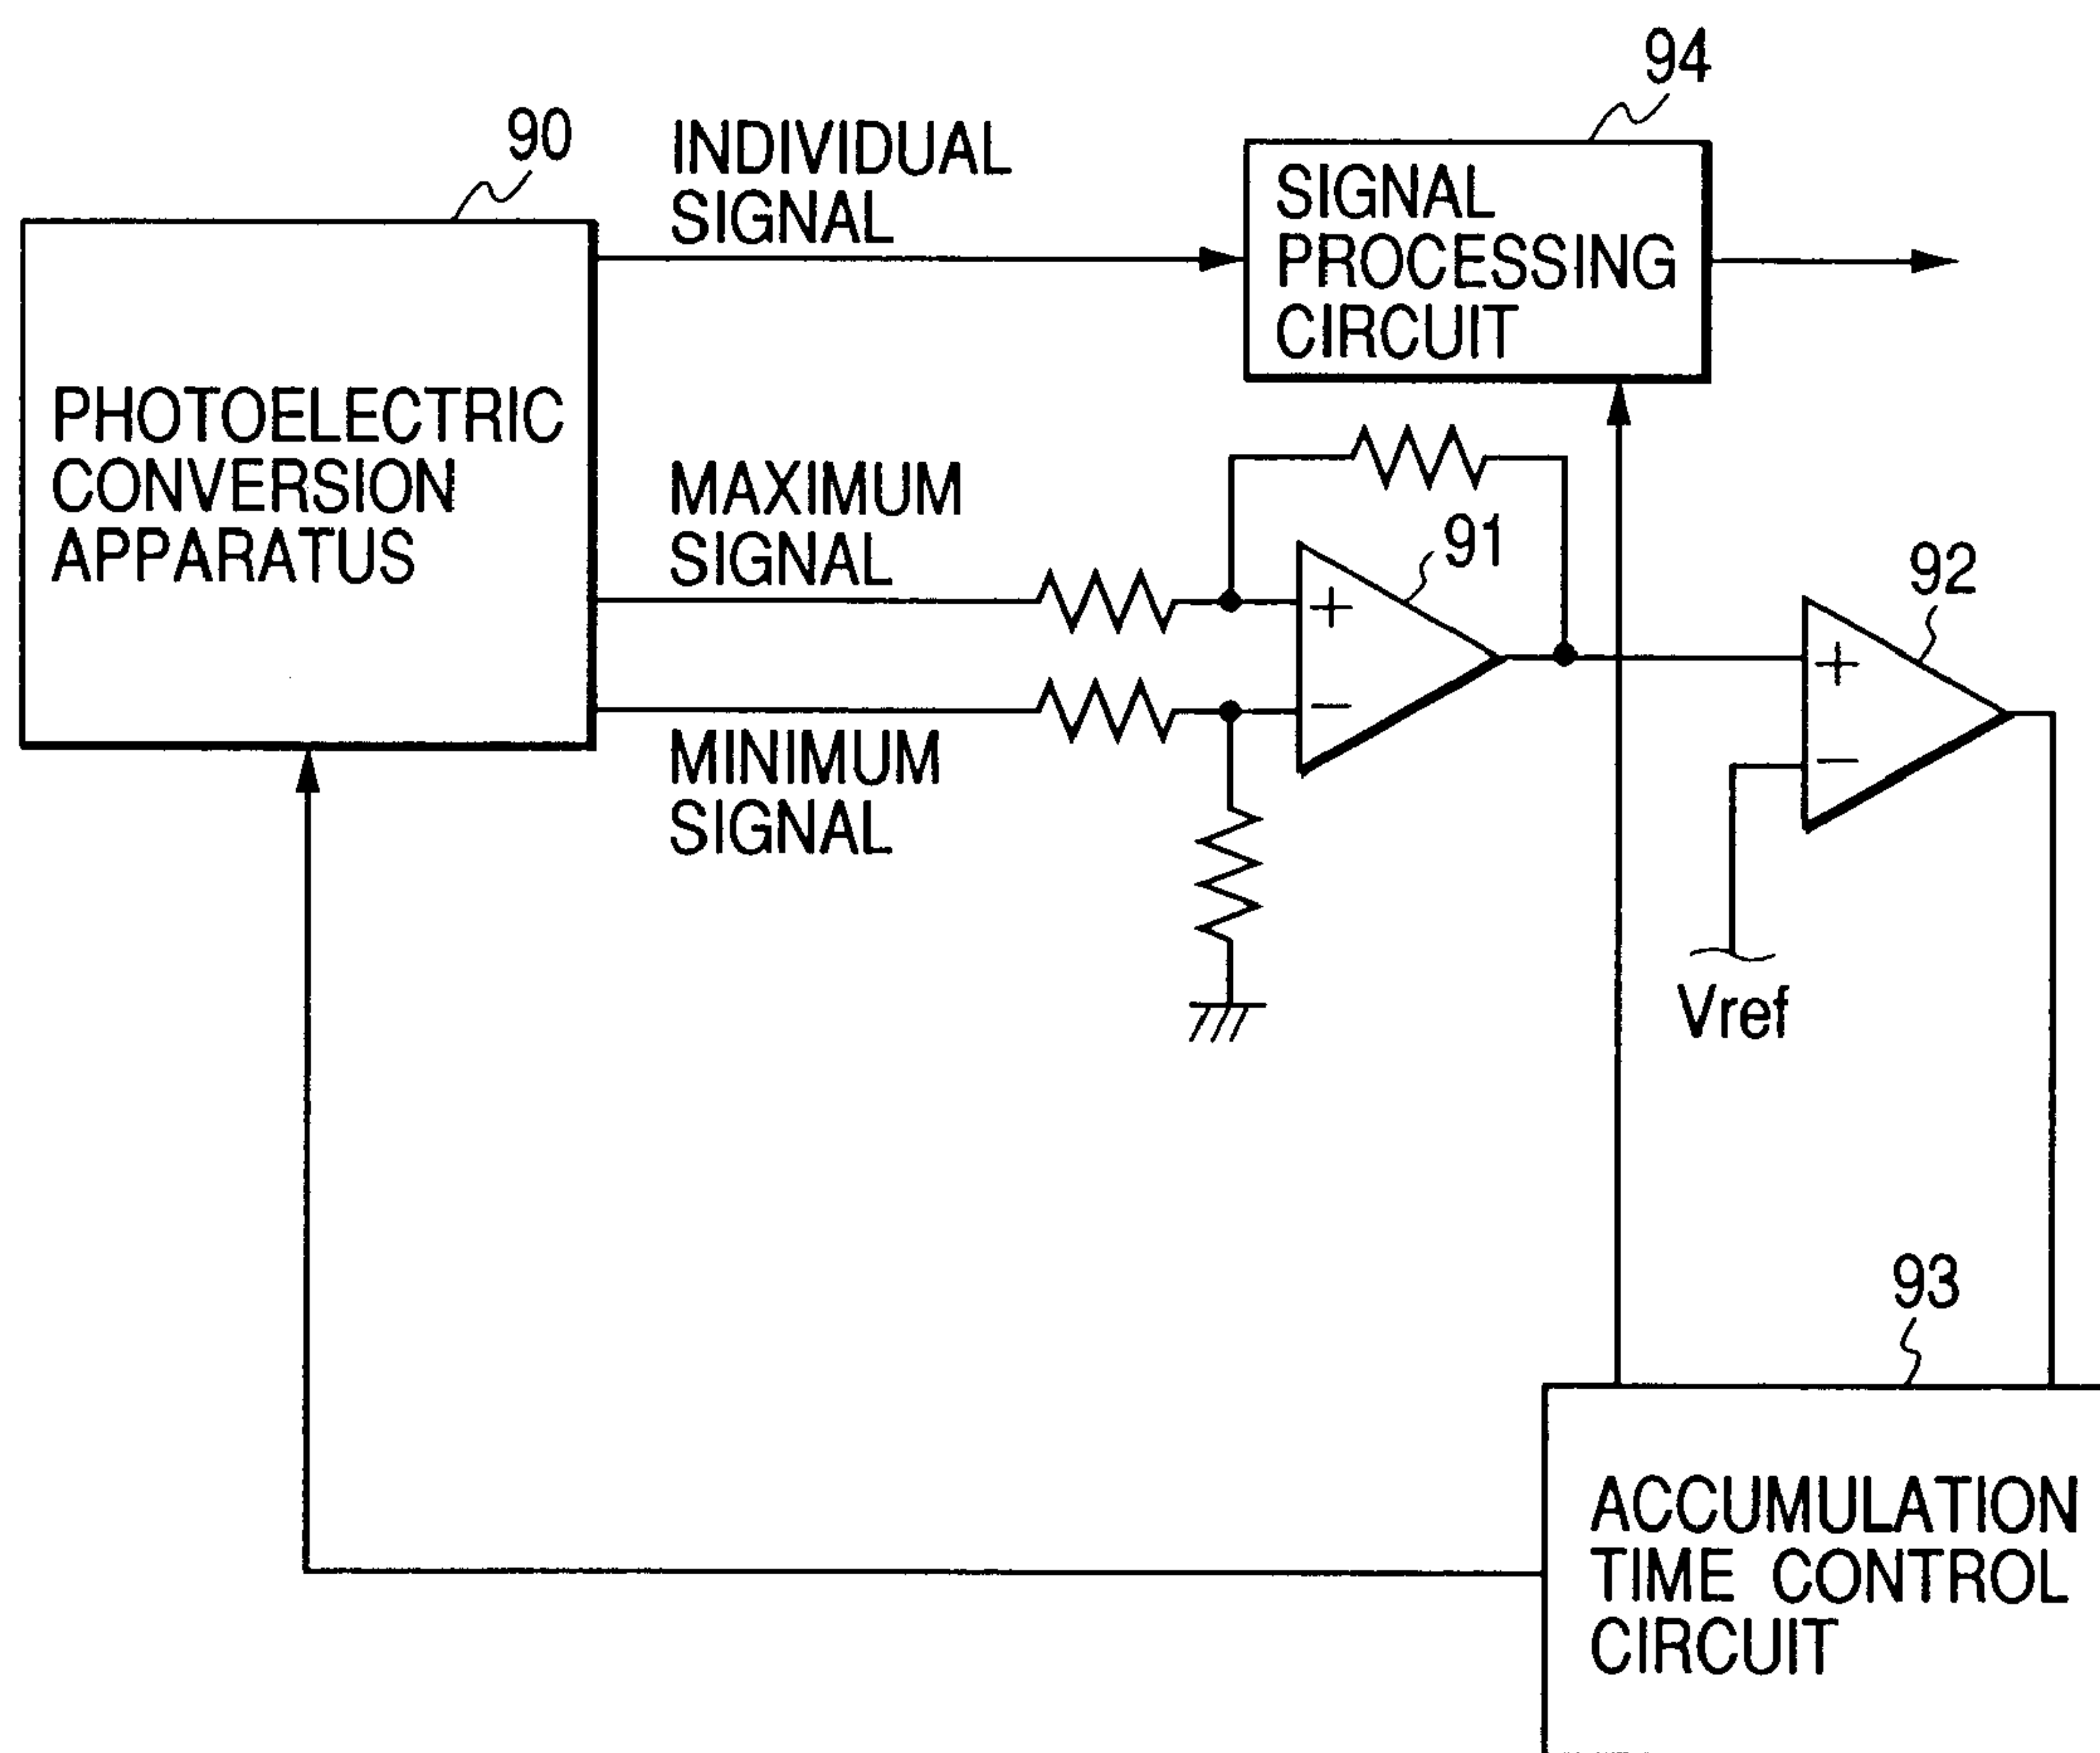 94
90
INDIVIDUAL
SIGNAL
SIGNAL
PROCESSING
CIRCUIT
PHOTOELECTRIC
CONVERSION
APPARATUS
MAXIMUM
SIGNAL
91
92
+
−
+
−
MINIMUM
SIGNAL
Vref
93
ACCUMULATION
TIME CONTROL
CIRCUIT